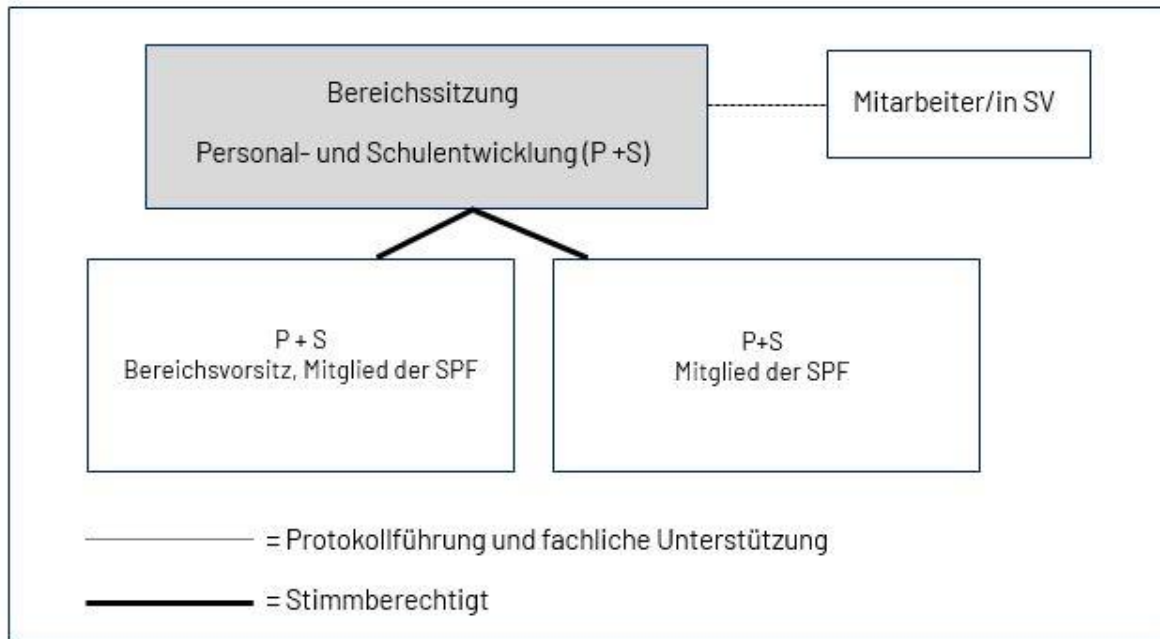 Bereichssitzung
Personal- und Schulentwicklung (P +S)
Mitarbeiter/in SV
P + S
Bereichsvorsitz, Mitglied der SPF
P+S
Mitglied der SPF
= Protokollführung und fachliche Unterstützung
= Stimmberechtigt